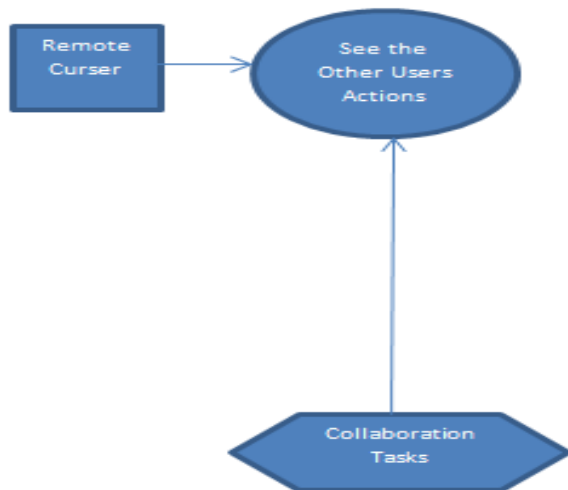 Remote
Curser
See the
Other Users
Actions
Collaboration
Tasks